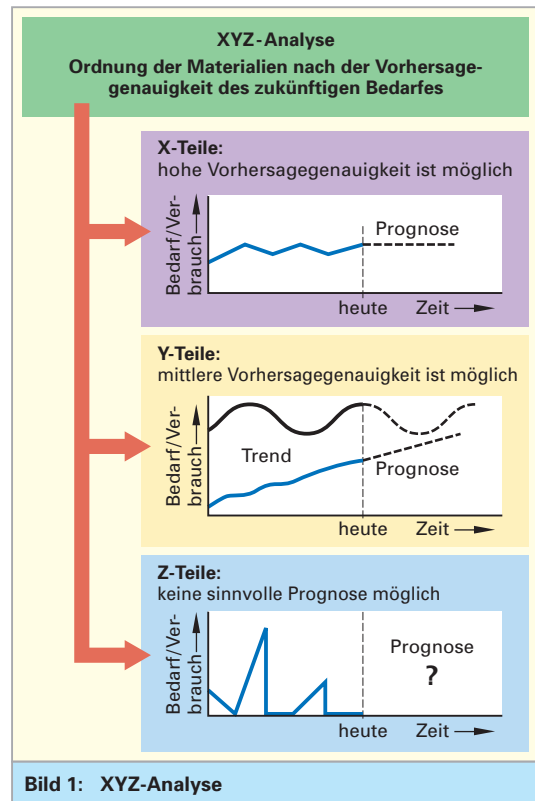 XYZ-Analyse
Ordnung der Materialien nach der Vorhersage-
genauigkeit des zukünftigen Bedarfes
X-Teile:
hohe Vorhersagegenauigkeit ist möglich
Bedarf/Ver-
brauch
Prognose
heute
Zeit
Y-Teile:
mittlere Vorhersagegenauigkeit ist möglich
Bedarf/Ver-
brauch
Trend
Prognose
heute
Zeit
Z-Teile:
keine sinnvolle Prognose möglich
Bedarf/Ver-
brauch
Prognose
?
heute
Zeit
Bild 1: XYZ-Analyse